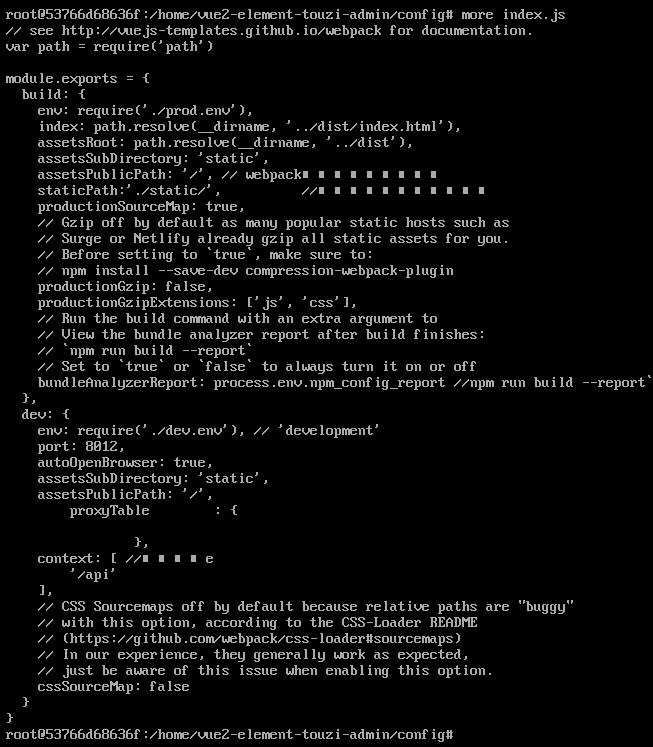 root@53766d68636f:/home/vue2-element-touzi-admin/config# more index.js
// see http://vuejs-templates.github.io/webpack for documentation.
var path = require('path')
module.exports = {
build: {
env: require('./prod.env'),
index: path.resolve(__dirname, '../dist/index.html'),
assetsRoot: path.resolve(__dirname, '../dist'),
assetsSubDirectory: 'static',
assetsPublicPath: '/', // webpack
staticPath:'./static/', //
productionSourceMap: true,
// Gzip off by default as many popular static hosts such as
// Surge or Netlify already gzip all static assets for you.
// Before setting to `true`, make sure to:
// npm install --save-dev compression-webpack-plugin
productionGzip: false,
productionGzipExtensions: ['js', 'css'],
// Run the build command with an extra argument to
// View the bundle analyzer report after build finishes:
// `npm run build --report`
// Set to `true` or `false` to always turn it on or off
bundleAnalyzerReport: process.env.npm_config_report //npm run build --report`
},
dev: {
env: require('./dev.env'), // 'development'
port: 8012,
autoOpenBrowser: true,
assetsSubDirectory: 'static',
assetsPublicPath: '/',
proxyTable : {
},
context: [ // e
'/api'
],
// CSS Sourcemaps off by default because relative paths are "buggy"
// with this option, according to the CSS-Loader README
// (https://github.com/webpack/css-loader#sourcemaps)
// In our experience, they generally work as expected,
// just be aware of this issue when enabling this option.
cssSourceMap: false
}
}
root@53766d68636f:/home/vue2-element-touzi-admin/config#